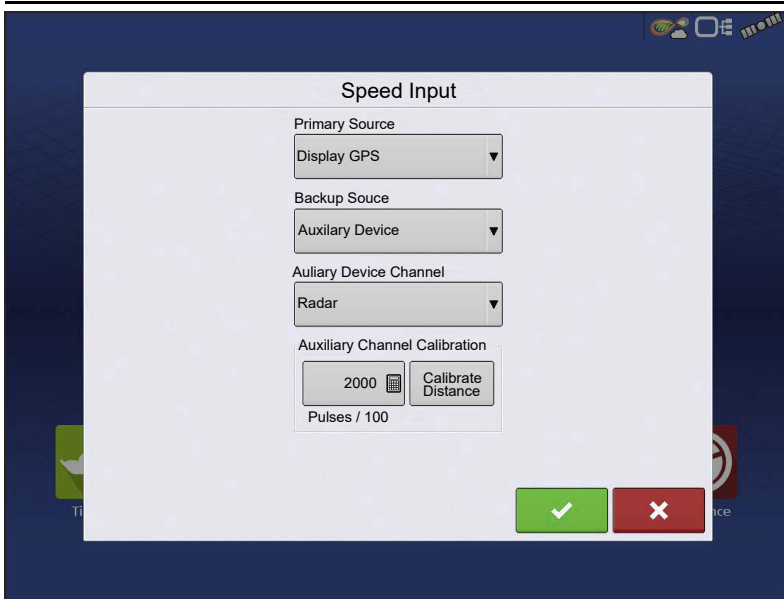 Speed Input
Primary Source
Display GPS
Backup Souce
Auxilary Device
Auliary Device Channel
Radar
Auxiliary Channel Calibration
2000
Calibrate
Distance
Pulses / 100
Ti
nce